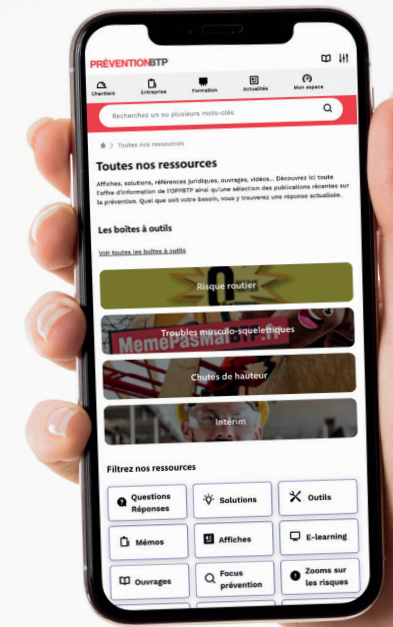 PRÉVENTIONBTP
Chantiers Entreprise Formation Actualités Mon espace
Recherchez un ou plusieurs mots-clés
> Toutes nos ressources
Toutes nos ressources
Affiches, solutions, références juridiques, ouvrages, vidéos... Découvrez ici toute
l'offre d'information de l'OPPBTP ainsi qu'une sélection des publications récentes sur
la prévention. Quel que soit votre besoin, vous y trouverez une réponse actualisée.
Les boîtes à outils
Voir toutes les boîtes à outils
Risque routier
Troubles musculo-squelettiques
MemePasMalBTP.fr
Chutes de hauteur
Intérim
Filtrez nos ressources
Questions
Réponses
Solutions
Outils
Mémos
Affiches
E-learning
Ouvrages
Focus
prévention
Zooms sur
les risques